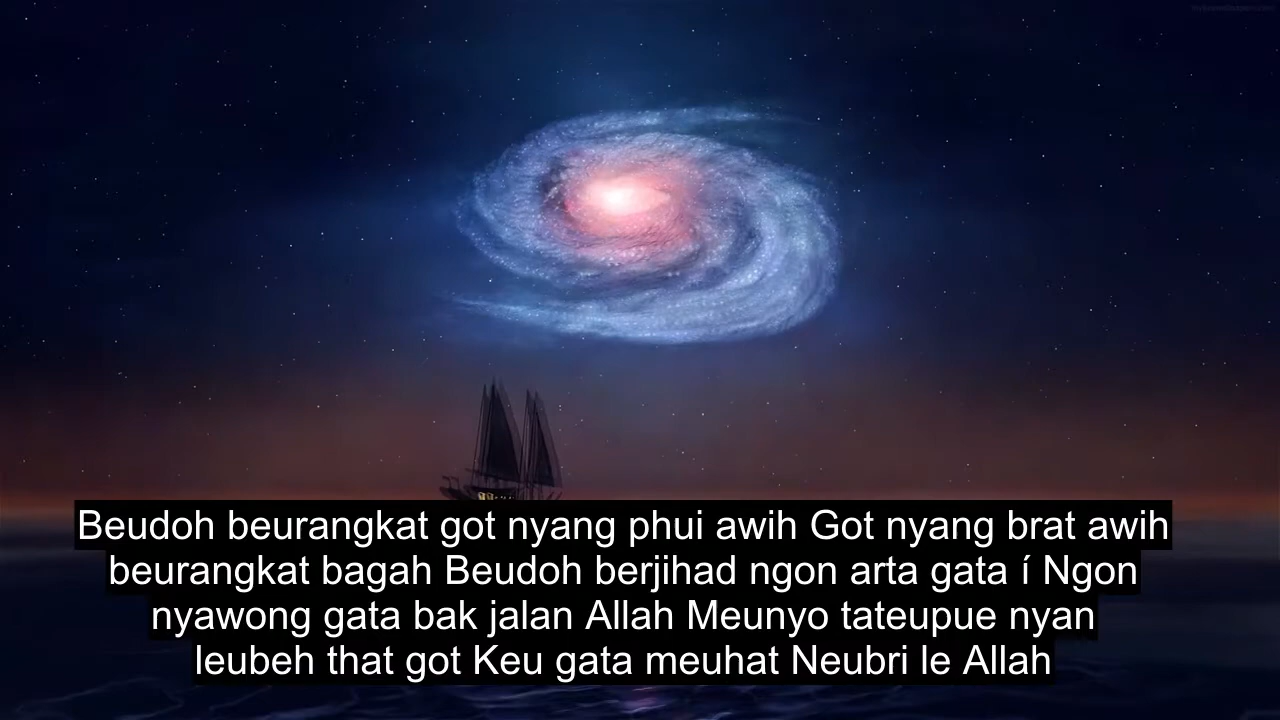 Beudoh beurangkat got nyang phui awih Got nyang brat awih
beurangkat bagah Beudoh berjihad ngon arta gata í Ngon
nyawong gata bak jalan Allah Meunyo tateupue nyan
leubeh that got Keu gata meuhat Neubri le Allah